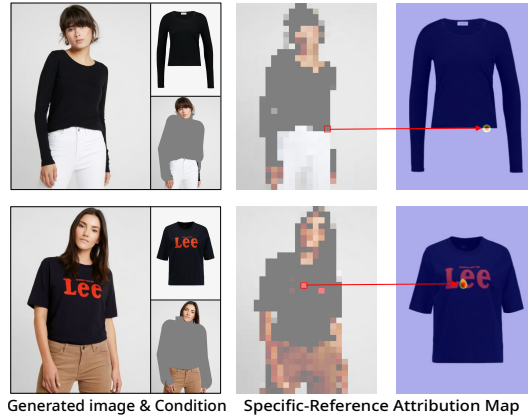 Lee
Lee
Lee
Generated image & Condition
Specific-Reference Attribution Map